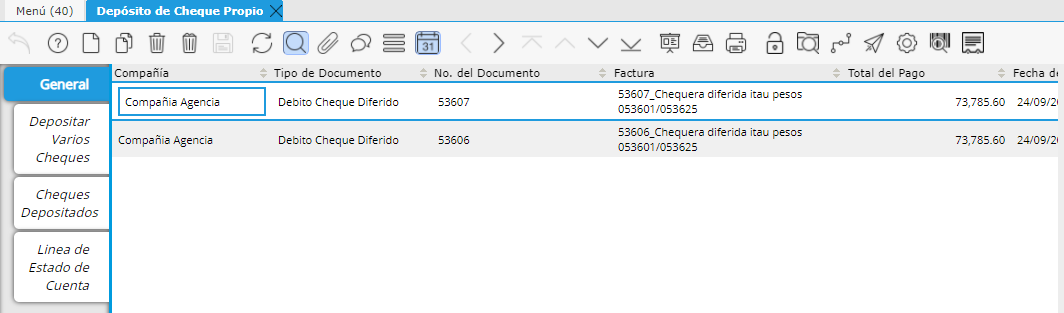 Menú (40)
Depósito de Cheque Propio
31
General
Depositar
Varios
Cheques
Cheques
Depositados
Linea de
Estado de
Cuenta
Compañía Tipo de Documento No. del Documento Factura Total del Pago Fecha de
Compañia Agencia Debito Cheque Diferido 53607 53607_Chequera diferida itau pesos
053601/053625 73,785.60 24/09/20
Compañia Agencia Debito Cheque Diferido 53606 53606_Chequera diferida itau pesos
053601/053625 73,785.60 24/09/20